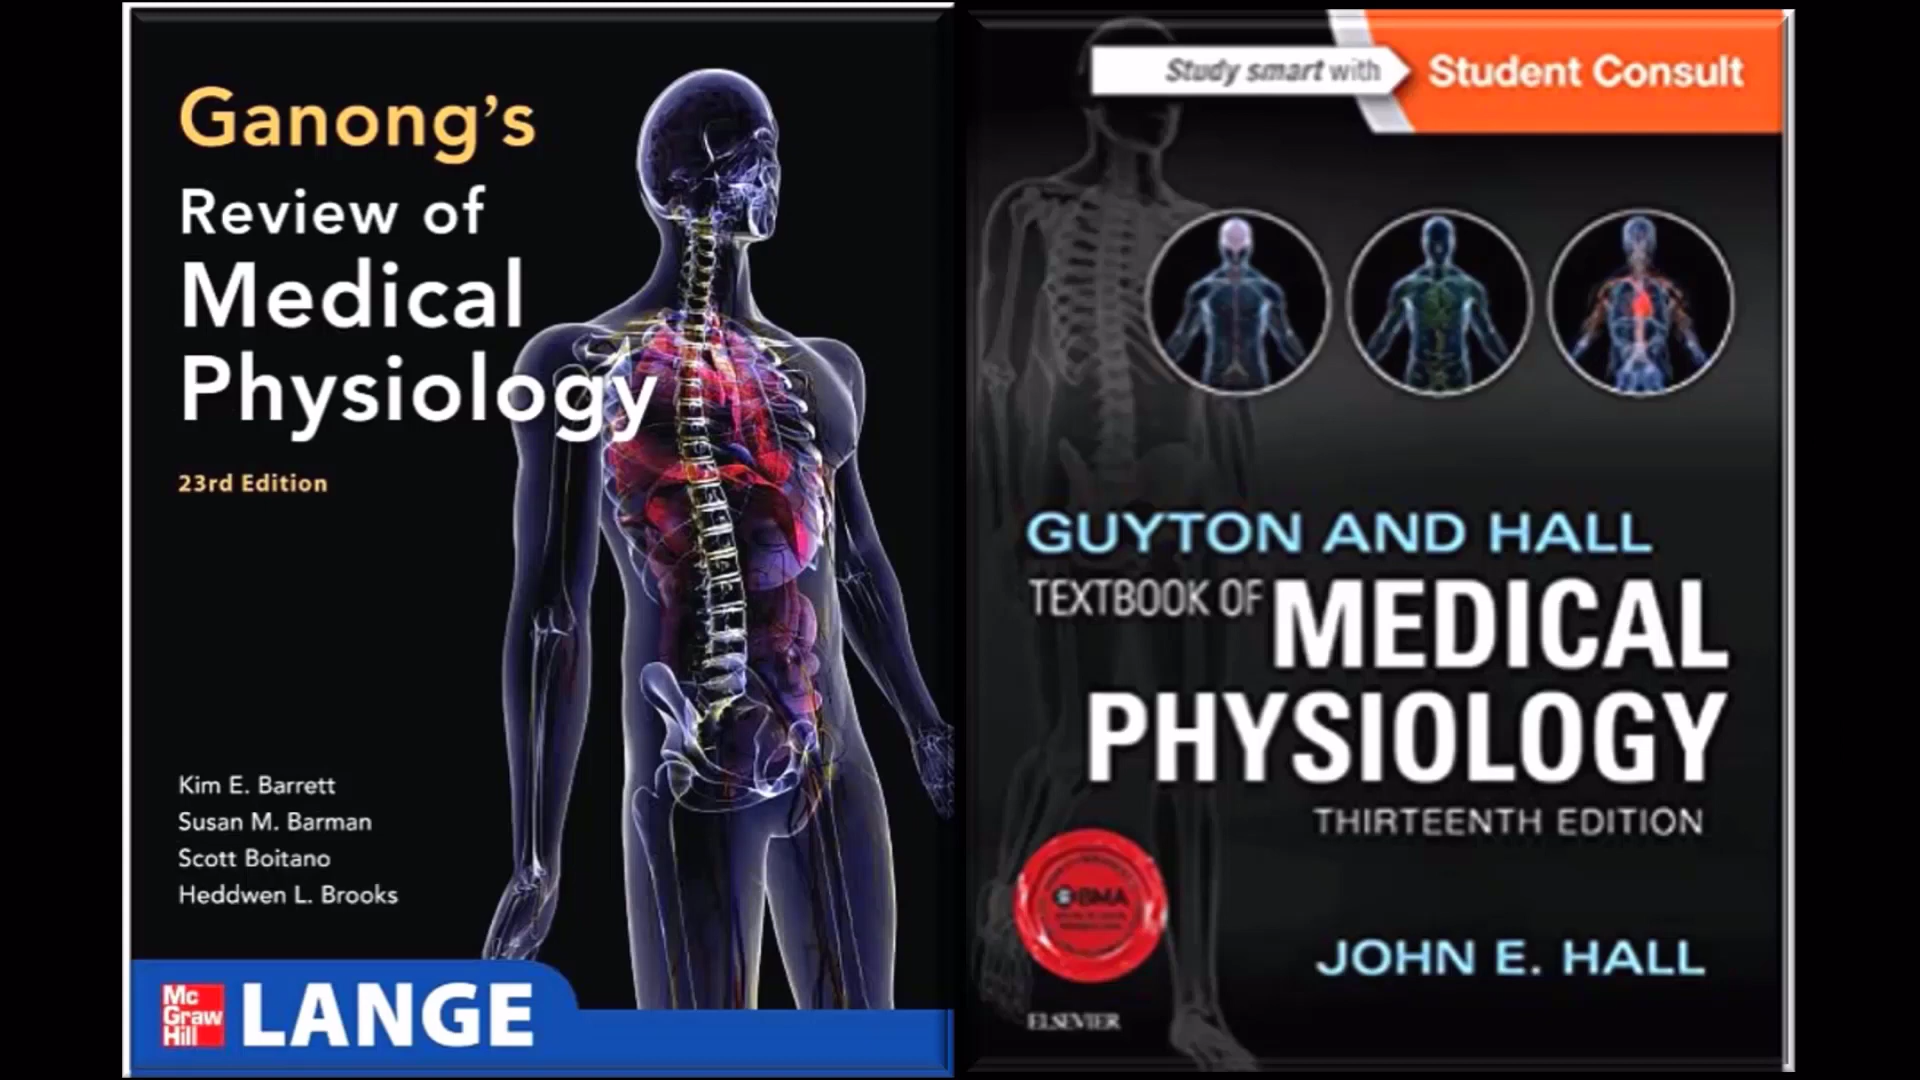 Ganong's
Review of
Medical
Physiology
23rd Edition
Kim E. Barrett
Susan M. Barman
Scott Boitano
Heddwen L. Brooks
Mc
Graw
Hill
LANGE
Study smart with
Student Consult
GUYTON AND HALL
TEXTBOOK OF MEDICAL
PHYSIOLOGY
THIRTEENTH EDITION
BMA
JOHN E. HALL
ELSEVIER